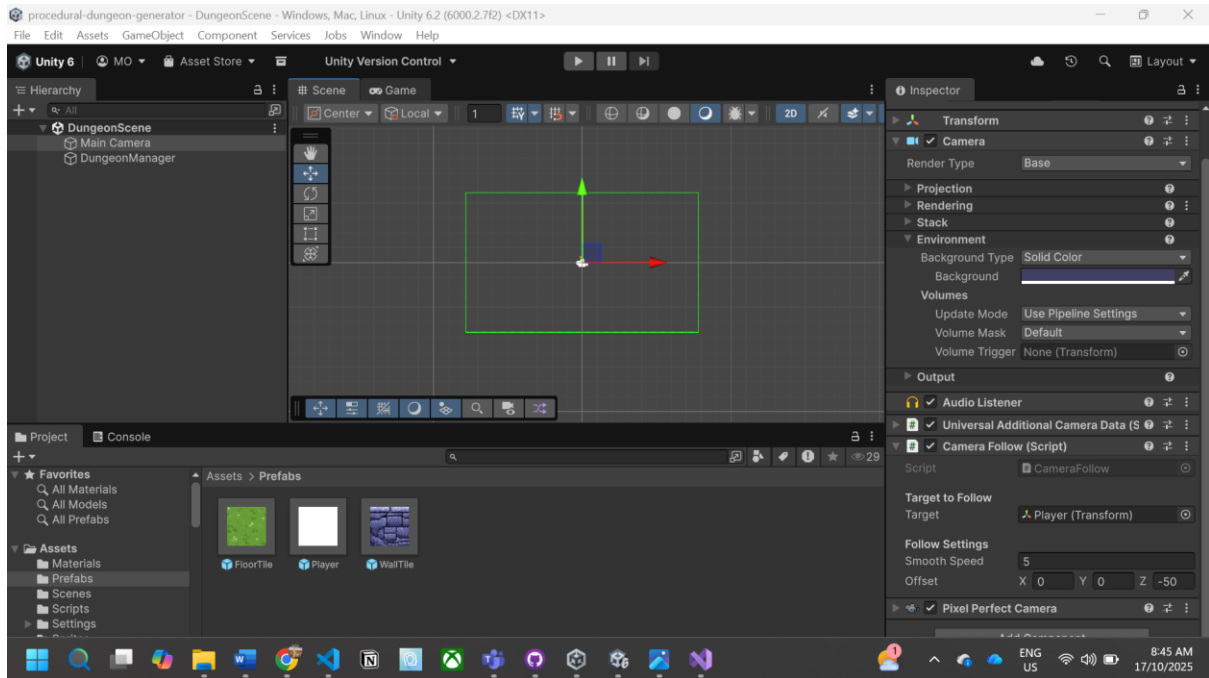 procedural-dungeon-generator - DungeonScene - Windows, Mac, Linux - Unity 6.2 (6000.2.7f2) <DX11>
File Edit Assets GameObject Component Services Jobs Window Help
Unity 6 MO Asset Store Unity Version Control Layout
Hierarchy
All
DungeonScene
Main Camera
DungeonManager
Scene Game
Center Local 1 2D
Inspector
Transform
Camera
Render Type Base
Projection
Rendering
Stack
Environment
Background Type Solid Color
Background
Volumes
Update Mode Use Pipeline Settings
Volume Mask Default
Volume Trigger None (Transform)
Output
Audio Listener
# Universal Additional Camera Data (S
# Camera Follow (Script)
Script CameraFollow
Target to Follow
Target Player (Transform)
Follow Settings
Smooth Speed 5
Offset X 0 Y 0 Z -50
Pixel Perfect Camera
Project Console
29
Favorites
All Materials
All Models
All Prefabs
Assets
Materials
Prefabs
Scenes
Scripts
Settings
Assets > Prefabs
FloorTile Player WallTile
1
ENG
US
8:45 AM
17/10/2025